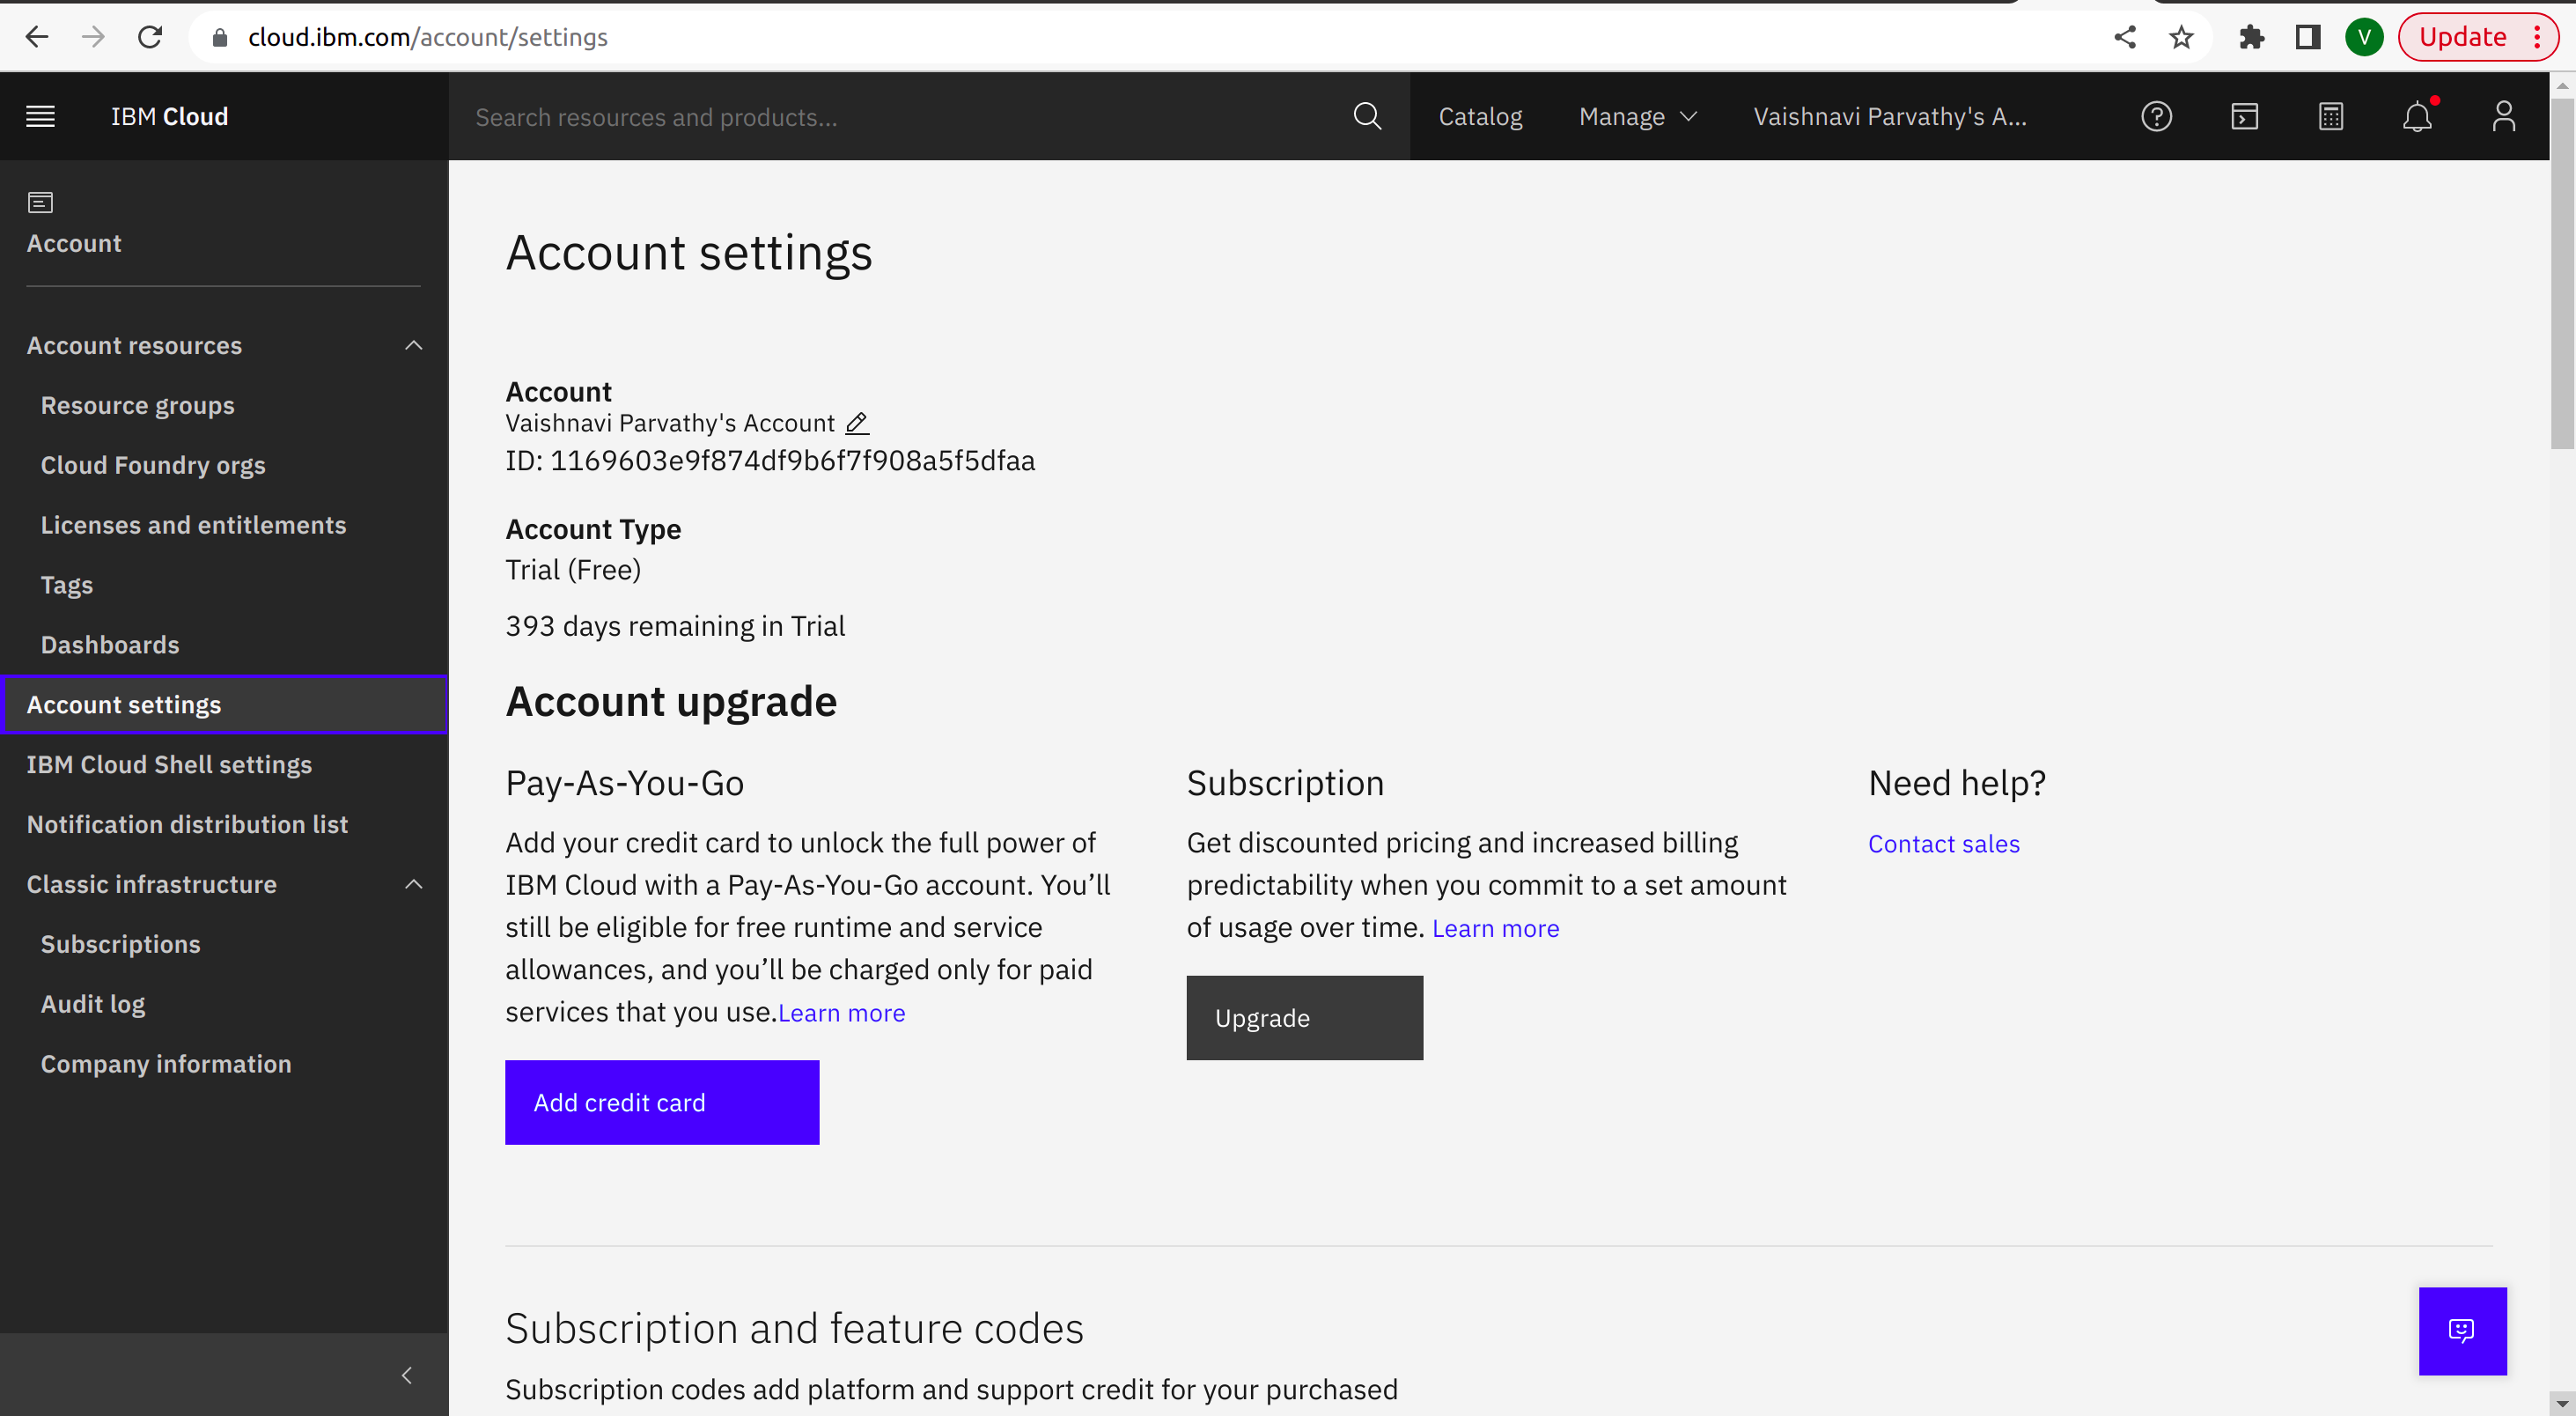 cloud.ibm.com/account/settings
V
Update
IBM Cloud
Search resources and products...
Catalog
Manage
Vaishnavi Parvathy's A...
Account
Account resources
Resource groups
Cloud Foundry orgs
Licenses and entitlements
Tags
Dashboards
Account settings
IBM Cloud Shell settings
Notification distribution list
Classic infrastructure
Subscriptions
Audit log
Company information
Account settings
Account
Vaishnavi Parvathy's Account
ID: 1169603e9f874df9b6f7f908a5f5dfaa
Account Type
Trial (Free)
393 days remaining in Trial
Account upgrade
Pay-As-You-Go
Add your credit card to unlock the full power of
IBM Cloud with a Pay-As-You-Go account. You’ll
still be eligible for free runtime and service
allowances, and you’ll be charged only for paid
services that you use.Learn more
Add credit card
Subscription
Get discounted pricing and increased billing
predictability when you commit to a set amount
of usage over time. Learn more
Upgrade
Need help?
Contact sales
Subscription and feature codes
Subscription codes add platform and support credit for your purchased